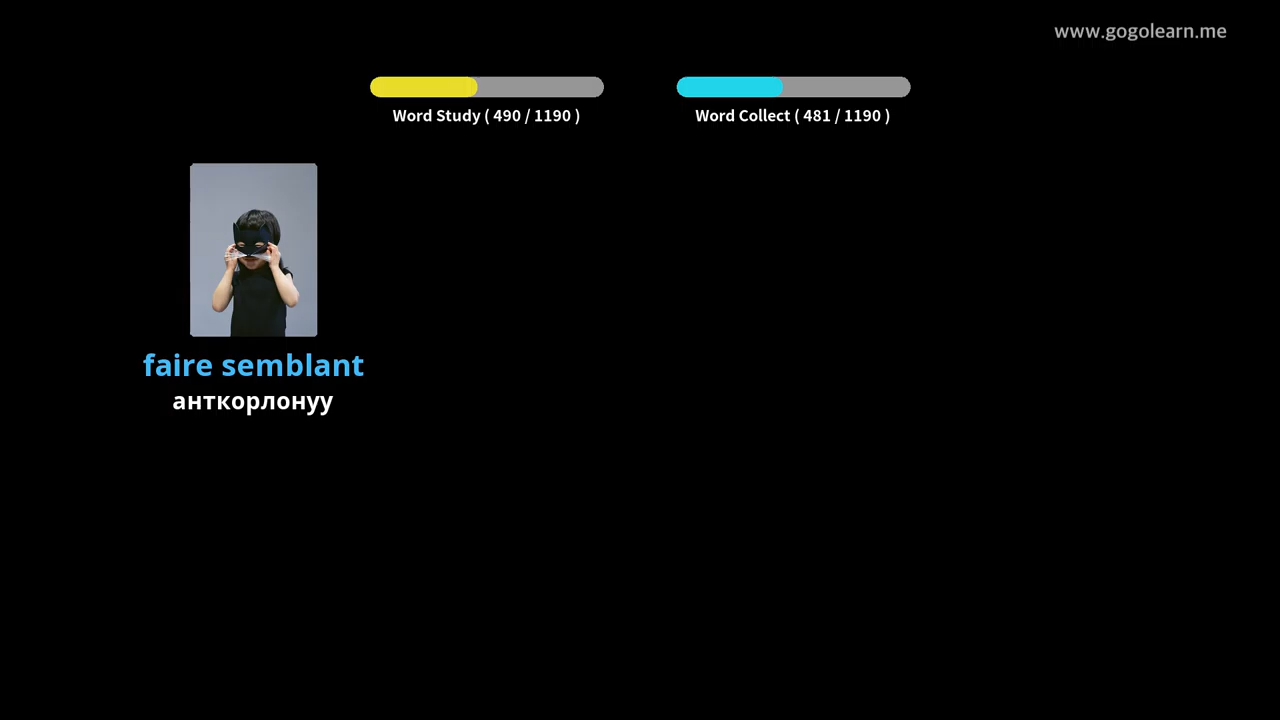 www.gogolearn.me
Word Study ( 490 / 1190 )
Word Collect ( 481 / 1190 )
faire semblant
анткорлонуу